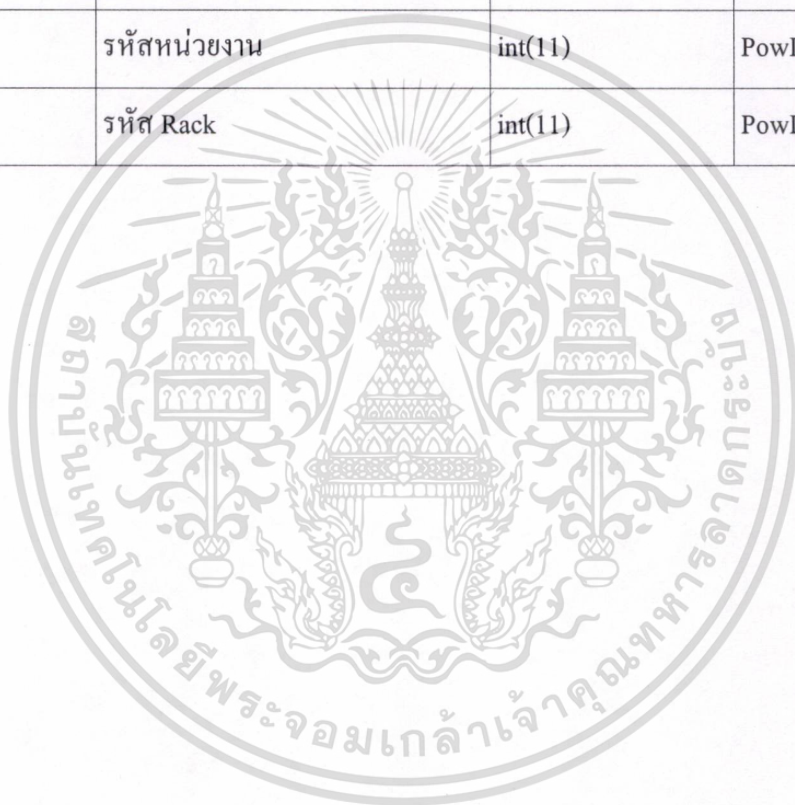 รหัสหน่วยงาน int(11)
รหัส Rack int(11)
๔
สถาบันเทคโนโลยีพระจอมเกล้าเจ้าคุณทหารลาดกระบัง